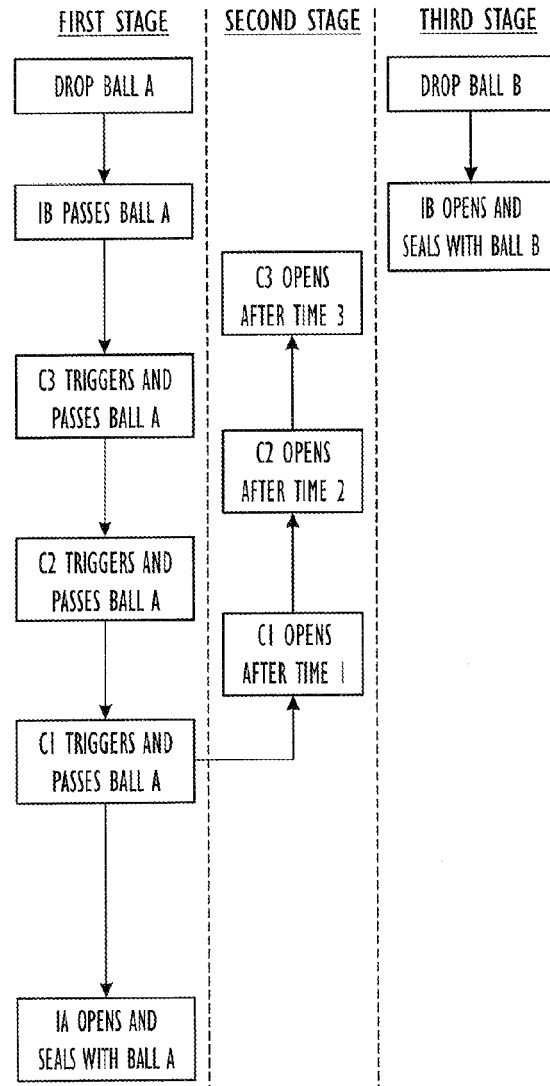 FIRST STAGE
DROP BALL A
IB PASSES BALL A
C3 TRIGGERS AND
PASSES BALL A
C2 TRIGGERS AND
PASSES BALL A
C1 TRIGGERS AND
PASSES BALL A
IA OPENS AND
SEALS WITH BALL A
SECOND STAGE
C3 OPENS
AFTER TIME 3
C2 OPENS
AFTER TIME 2
C1 OPENS
AFTER TIME 1
THIRD STAGE
DROP BALL B
IB OPENS AND
SEALS WITH BALL B